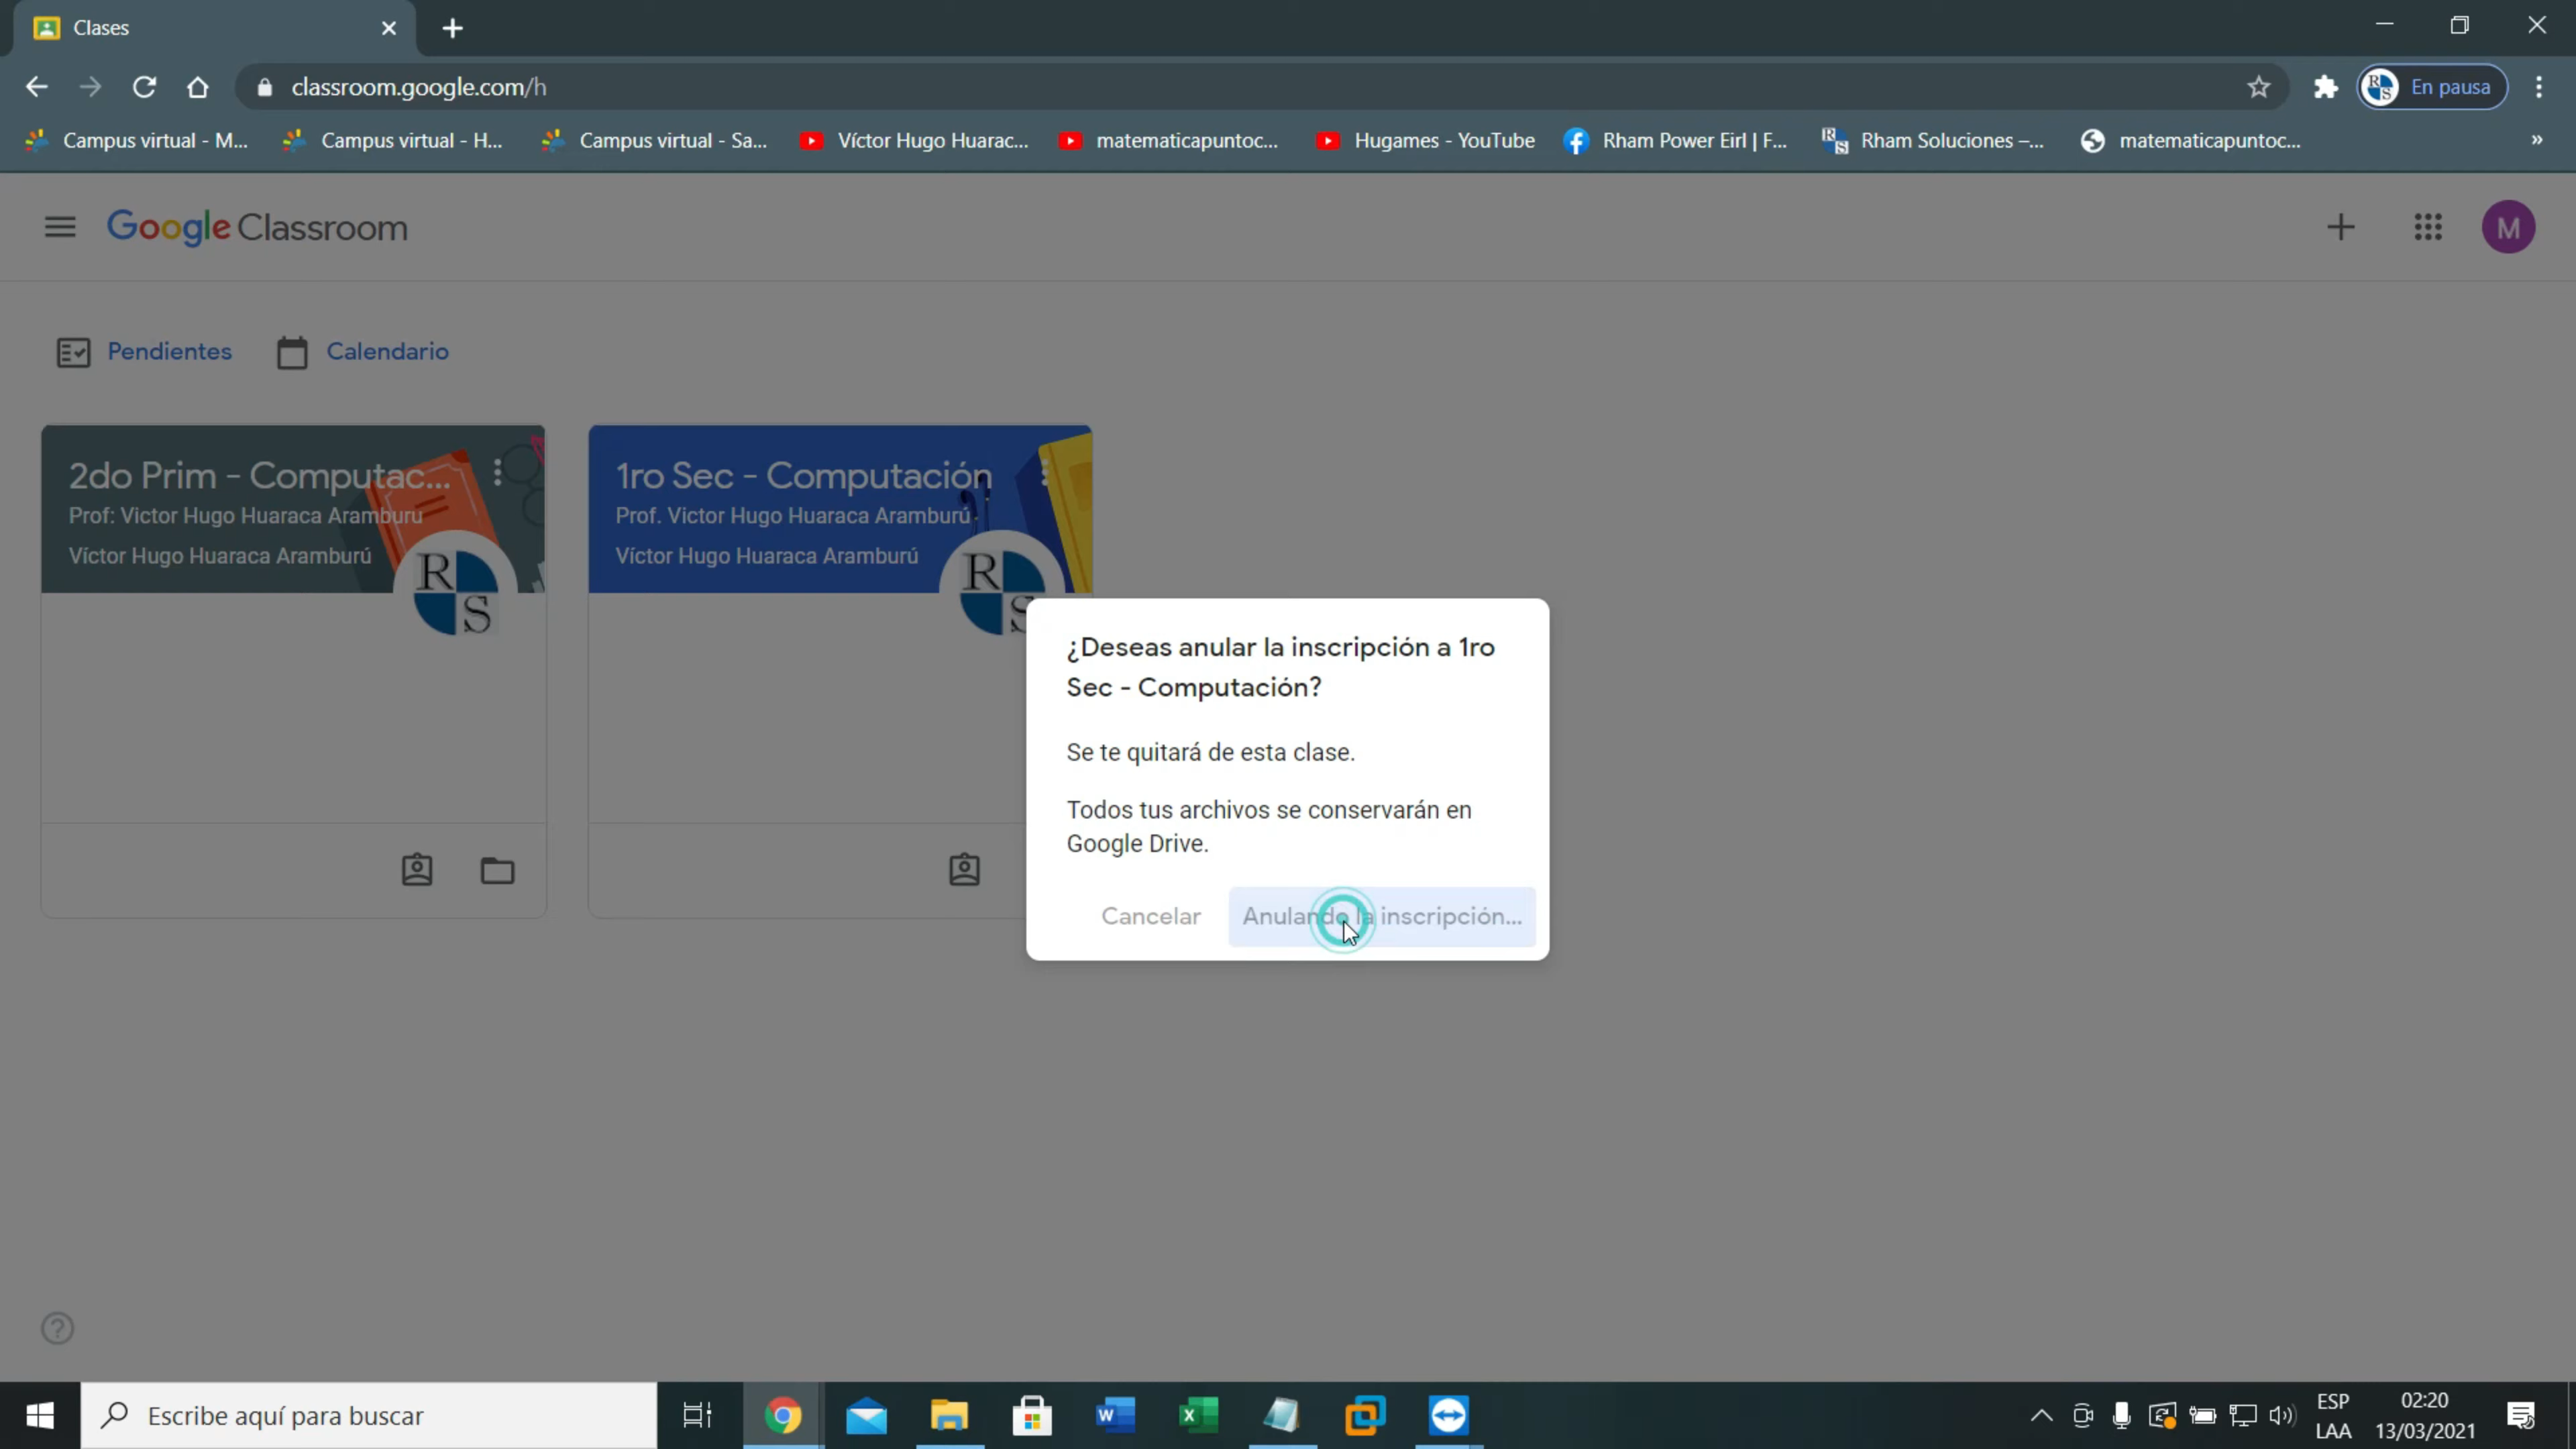 Clases
classroom.google.com/h
En pausa
Campus virtual - M...
Campus virtual - H...
Campus virtual - Sa...
Víctor Hugo Huarac...
matematicapuntoc...
Hugames - YouTube
Rham Power Eirl | F...
Rham Soluciones –...
matematicapuntoc...
»
Google Classroom
M
Pendientes
Calendario
2do Prim - Computac...
Prof: Victor Hugo Huaraca Aramburu
Víctor Hugo Huaraca Aramburú
R
S
1ro Sec - Computación
Prof. Victor Hugo Huaraca Aramburú
Víctor Hugo Huaraca Aramburú
R
S
¿Deseas anular la inscripción a 1ro
Sec - Computación?
Se te quitará de esta clase.
Todos tus archivos se conservarán en
Google Drive.
Cancelar
Anulando la inscripción...
Escribe aquí para buscar
ESP
LAA
02:20
13/03/2021